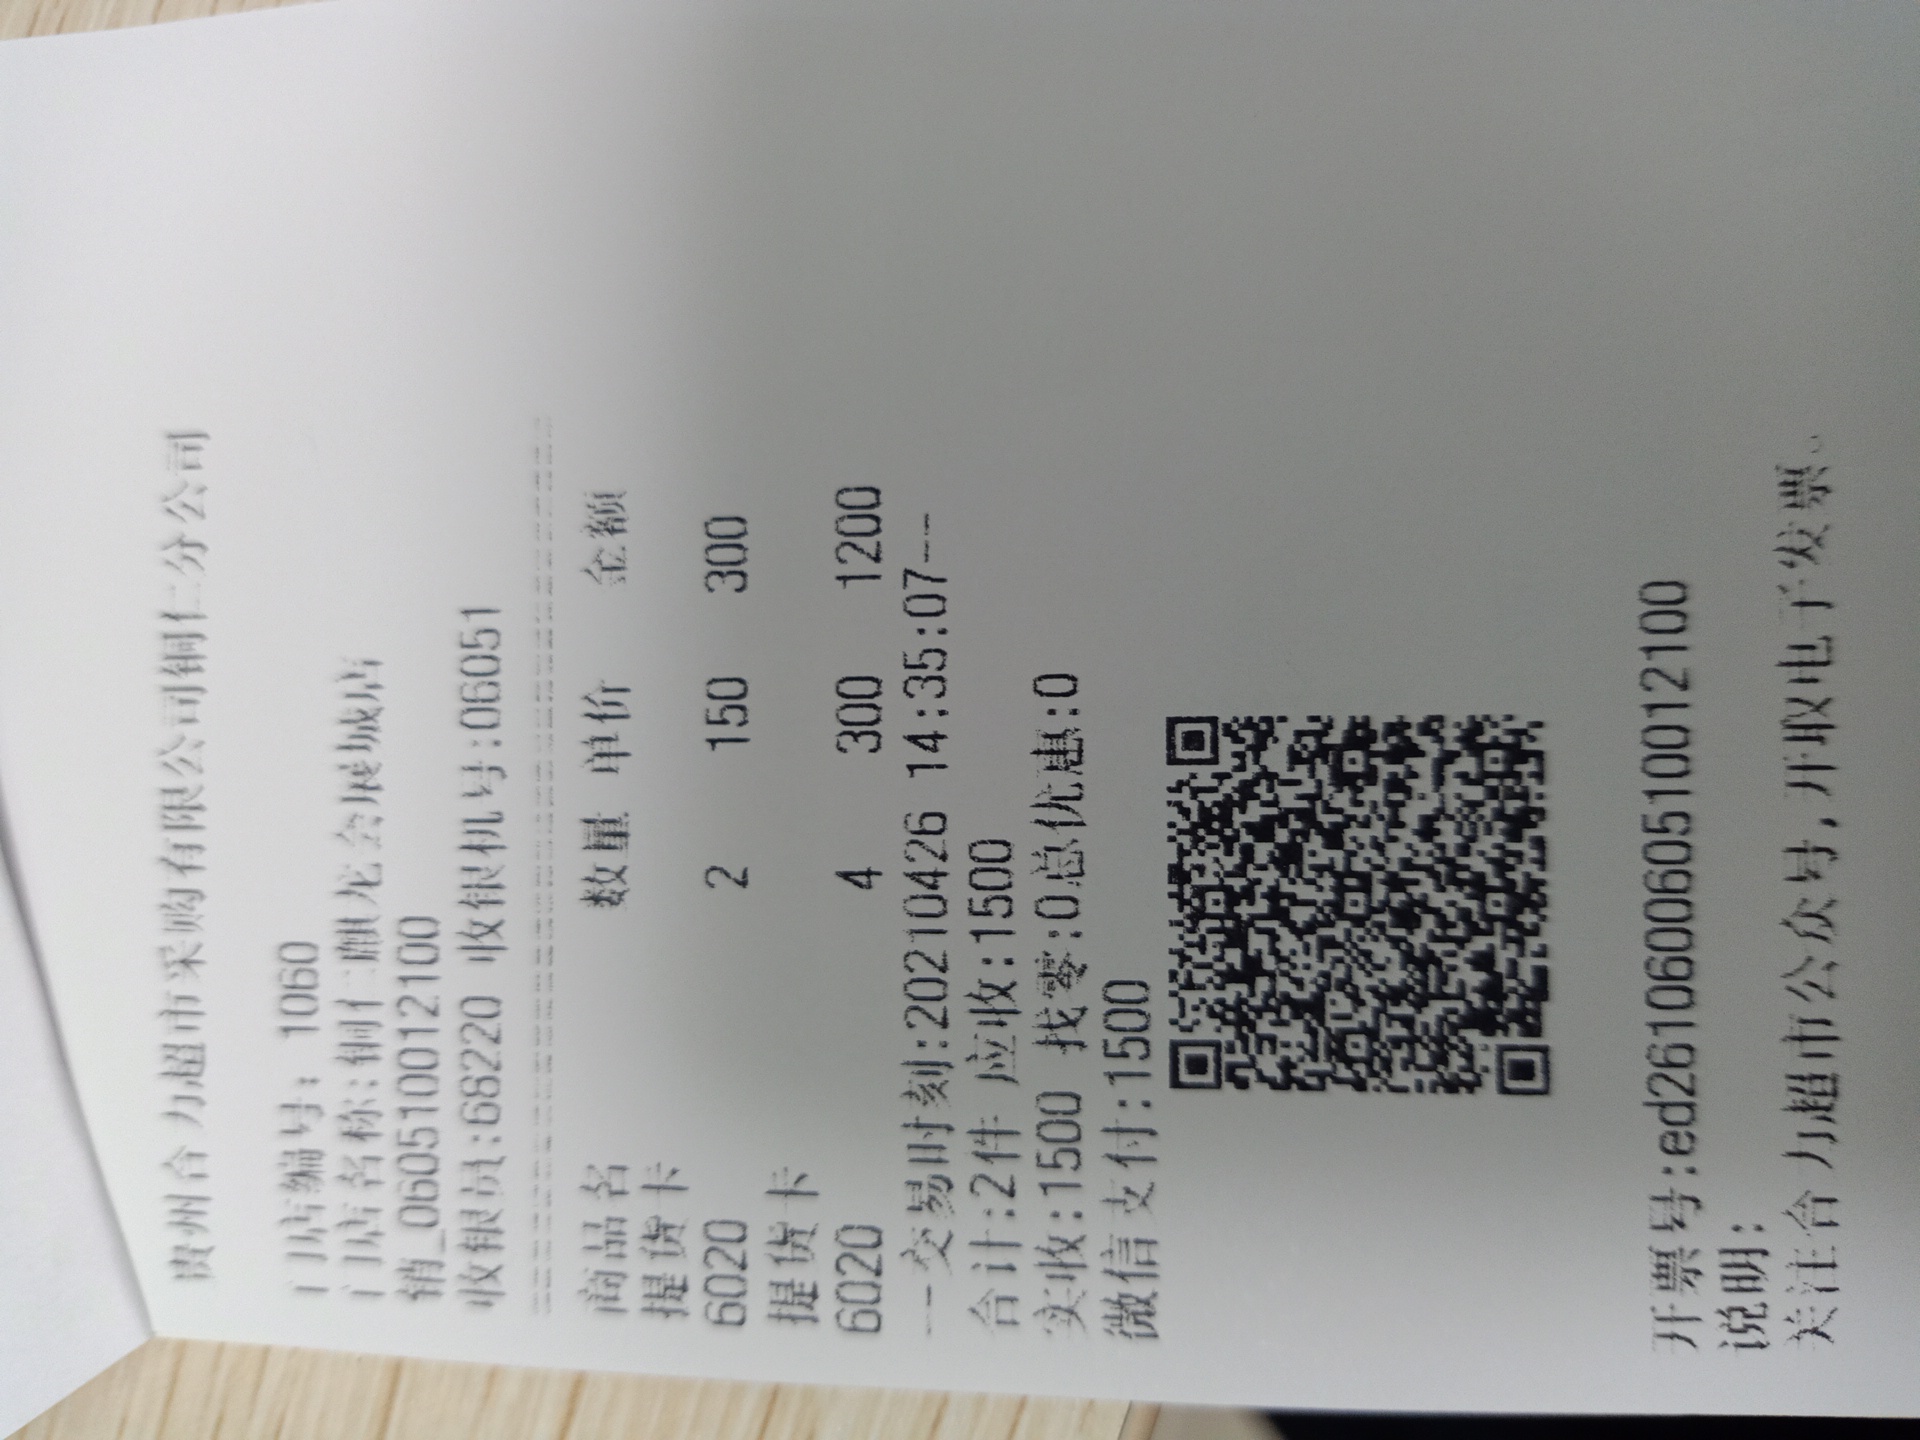 贵州合力超市采购有限公司铜仁分公司
门店编号: 1060
门店名称:铜仁麒龙会展城店
销_060510012100
收银员:68220 收银机号:06051
商品名 数量 单价 金额
提货卡
6020 2 150 300
提货卡
6020 4 300 1200
---交易时刻:20210426 14:35:07---
合计:2件 应收:1500
实收:1500 找零:0总优惠:0
微信支付:1500
开票号:ed261060060510012100
说明:
关注合力超市公众号,开取电子发票。